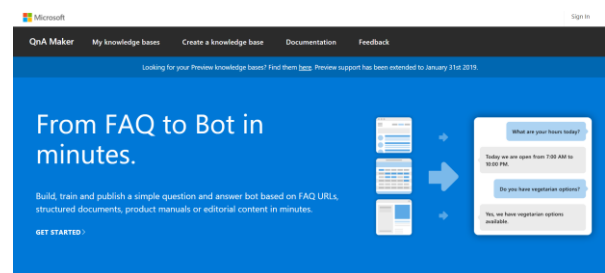 Microsoft
Sign in
QnA Maker My knowledge bases Create a knowledge base Documentation Feedback
Looking for your Preview knowledge bases? Find them here. Preview support has been extended to January 31st 2019.
From FAQ to Bot in
minutes.
Build, train and publish a simple question and answer bot based on FAQ URLs,
structured documents, product manuals or editorial content in minutes.
GET STARTED >
What are your hours today?
Today we are open from 7:00 AM to
10:00 PM.
Do you have vegetarian options?
Yes, we have vegetarian options
available.